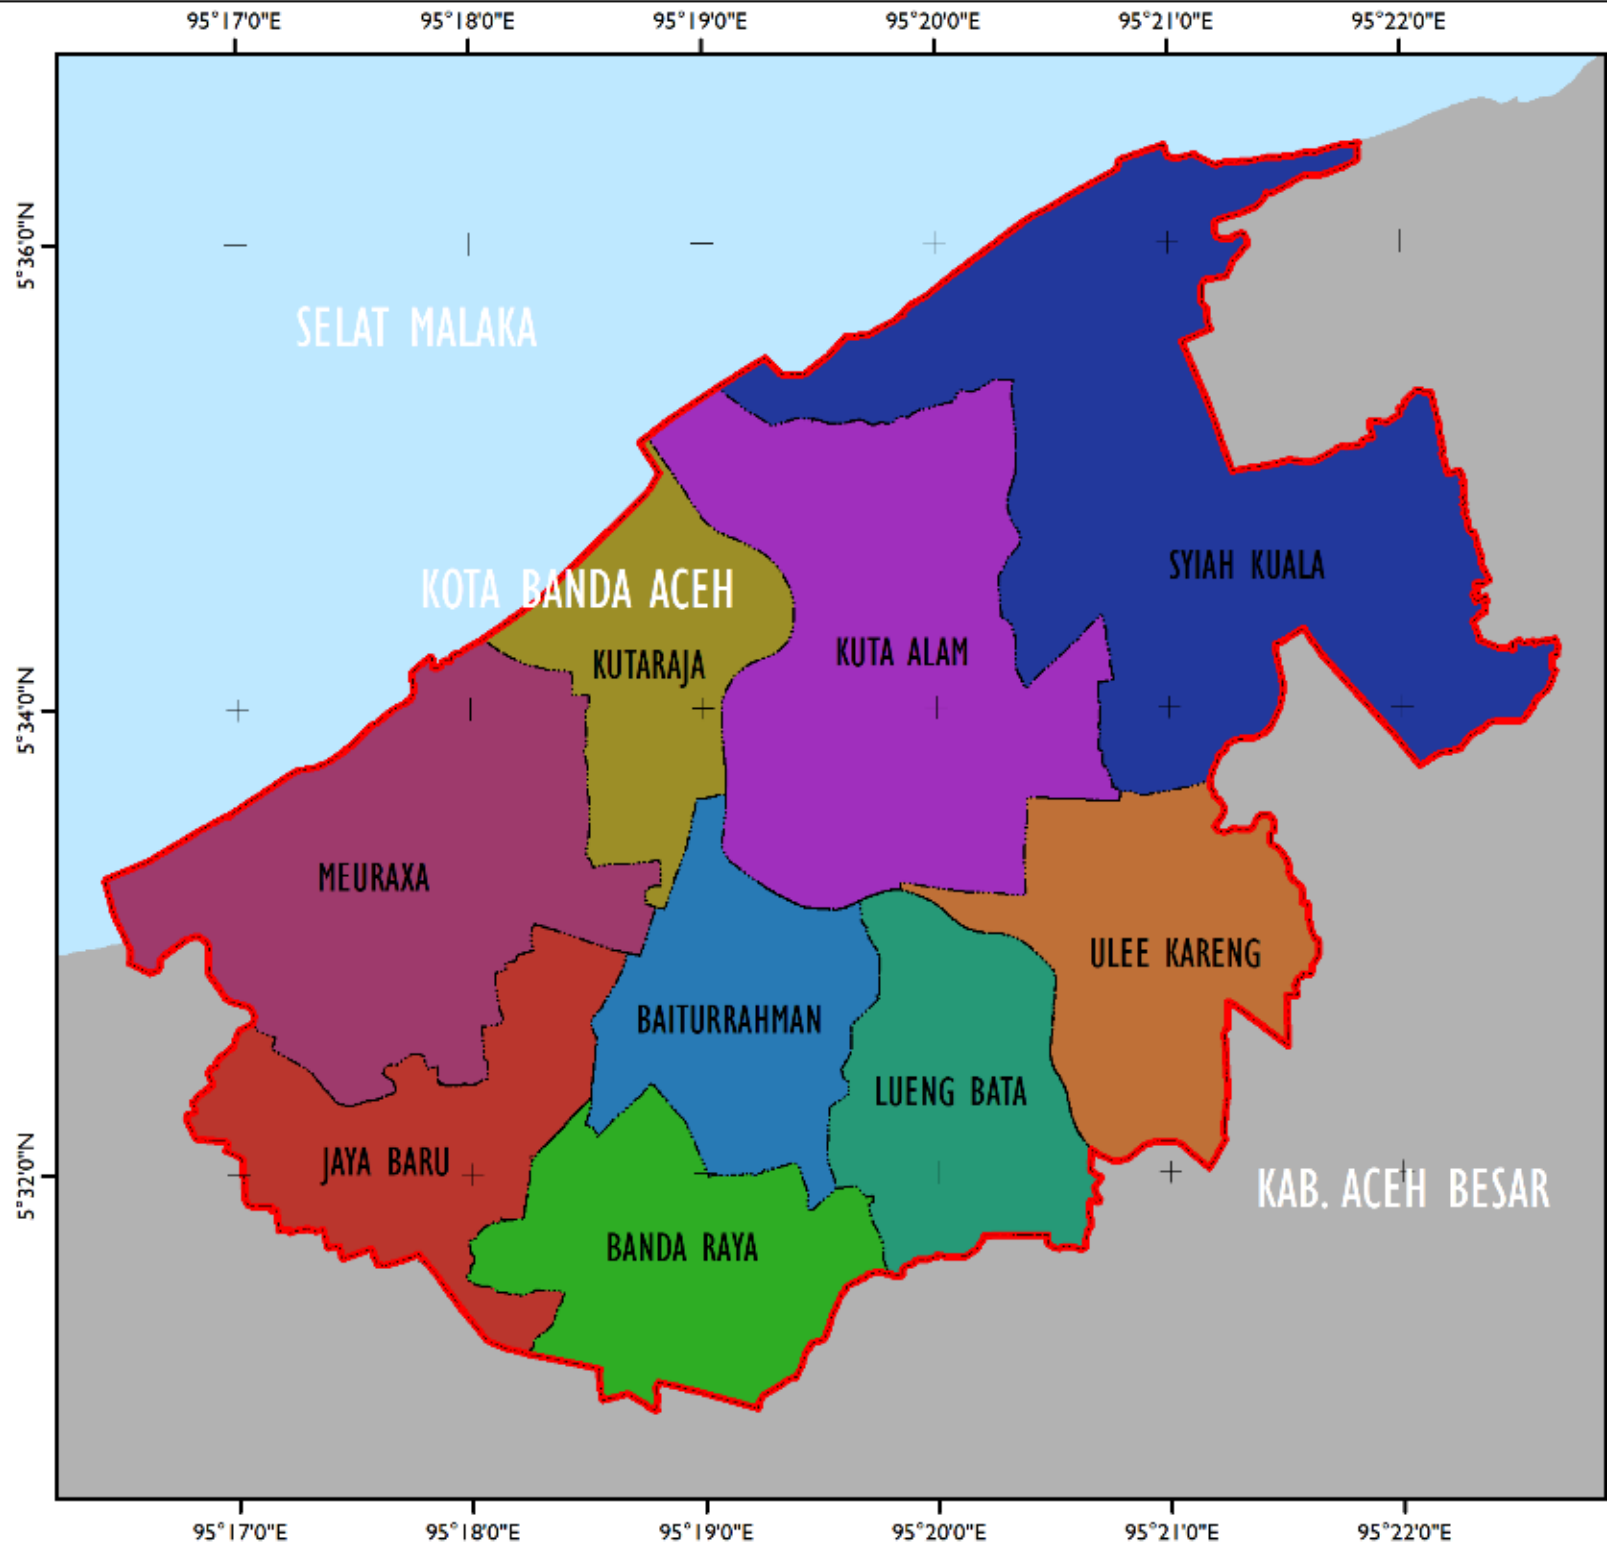 95°17'0"E 95°18'0"E 95°19'0"E 95°20'0"E 95°21'0"E 95°22'0"E
5°36'0"N
SELAT MALAKA
SYIAH KUALA
KOTA BANDA ACEH
KUTA ALAM
KUTARAJA
5°34'0"N
MEURAXA
ULEE KARENG
BAITURRAHMAN
LUENG BATA
JAYA BARU
5°32'0"N
KAB. ACEH BESAR
BANDA RAYA
95°17'0"E 95°18'0"E 95°19'0"E 95°20'0"E 95°21'0"E 95°22'0"E